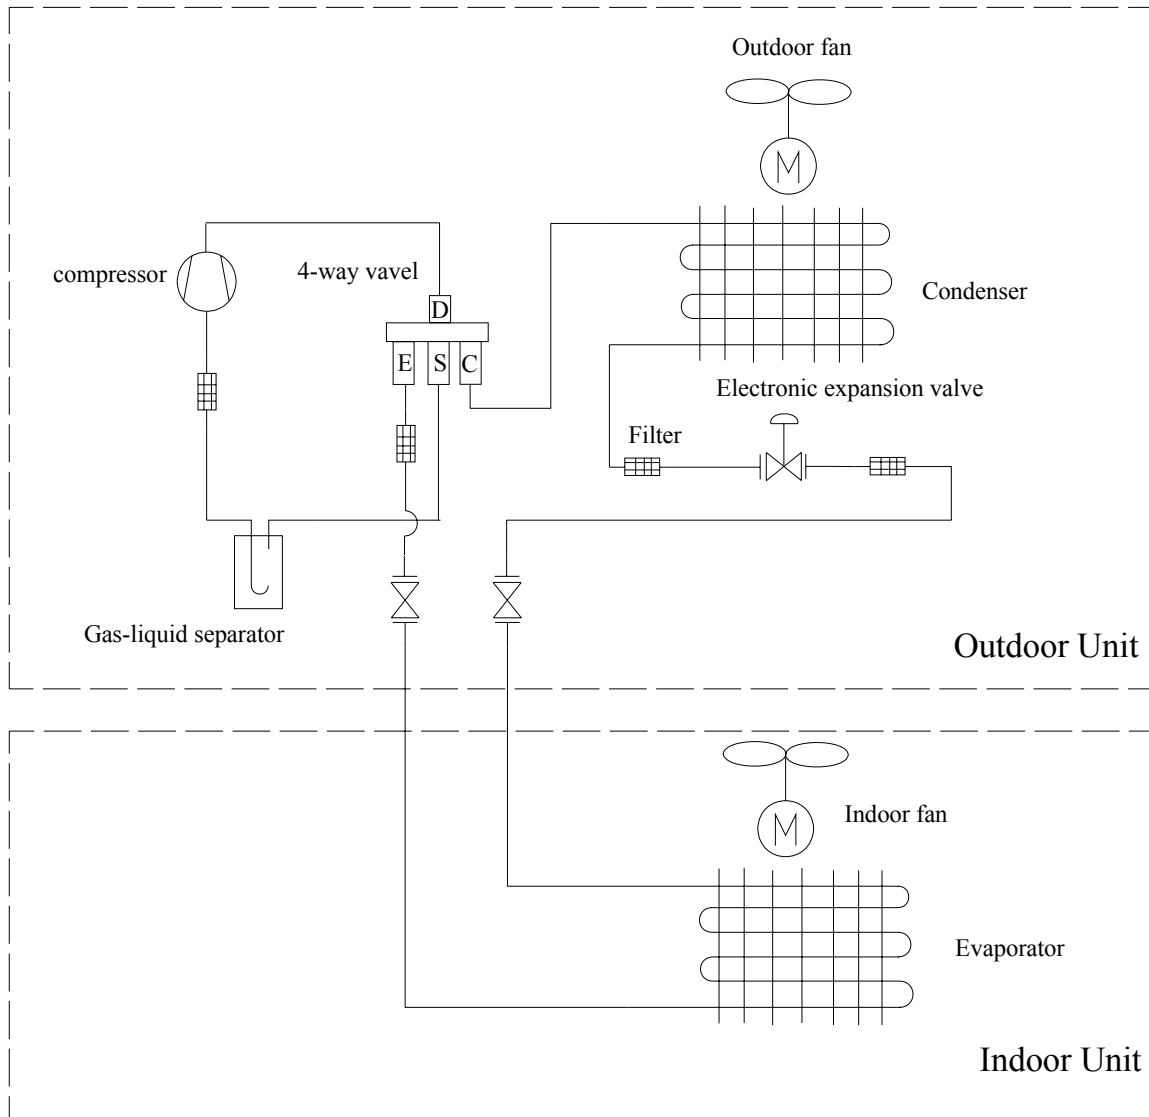 Outdoor fan
M
compressor
4-way vavel
D
E S C
Condenser
Electronic expansion valve
Filter
Gas-liquid separator
Outdoor Unit
Indoor fan
M
Evaporator
Indoor Unit